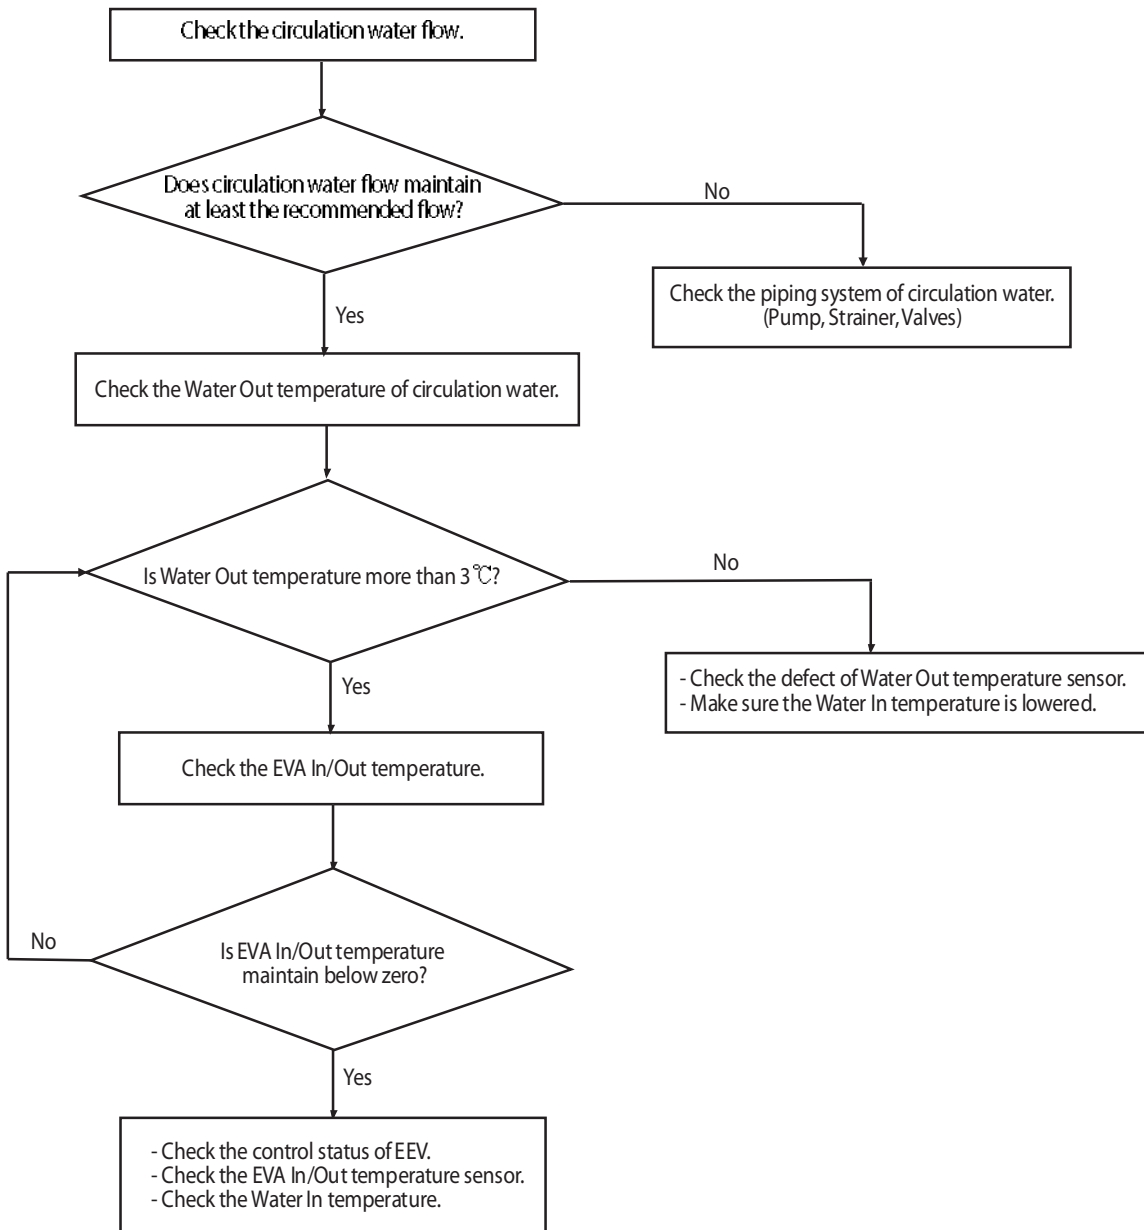 Check the circulation water flow.
Does circulation water flow maintain
at least the recommended flow?
No
Check the piping system of circulation water.
(Pump, Strainer, Valves)
Yes
Check the Water Out temperature of circulation water.
Is Water Out temperature more than 3℃?
No
- Check the defect of Water Out temperature sensor.
- Make sure the Water In temperature is lowered.
Yes
Check the EVA In/Out temperature.
Is EVA In/Out temperature
maintain below zero?
No
Yes
- Check the control status of EEV.
- Check the EVA In/Out temperature sensor.
- Check the Water In temperature.